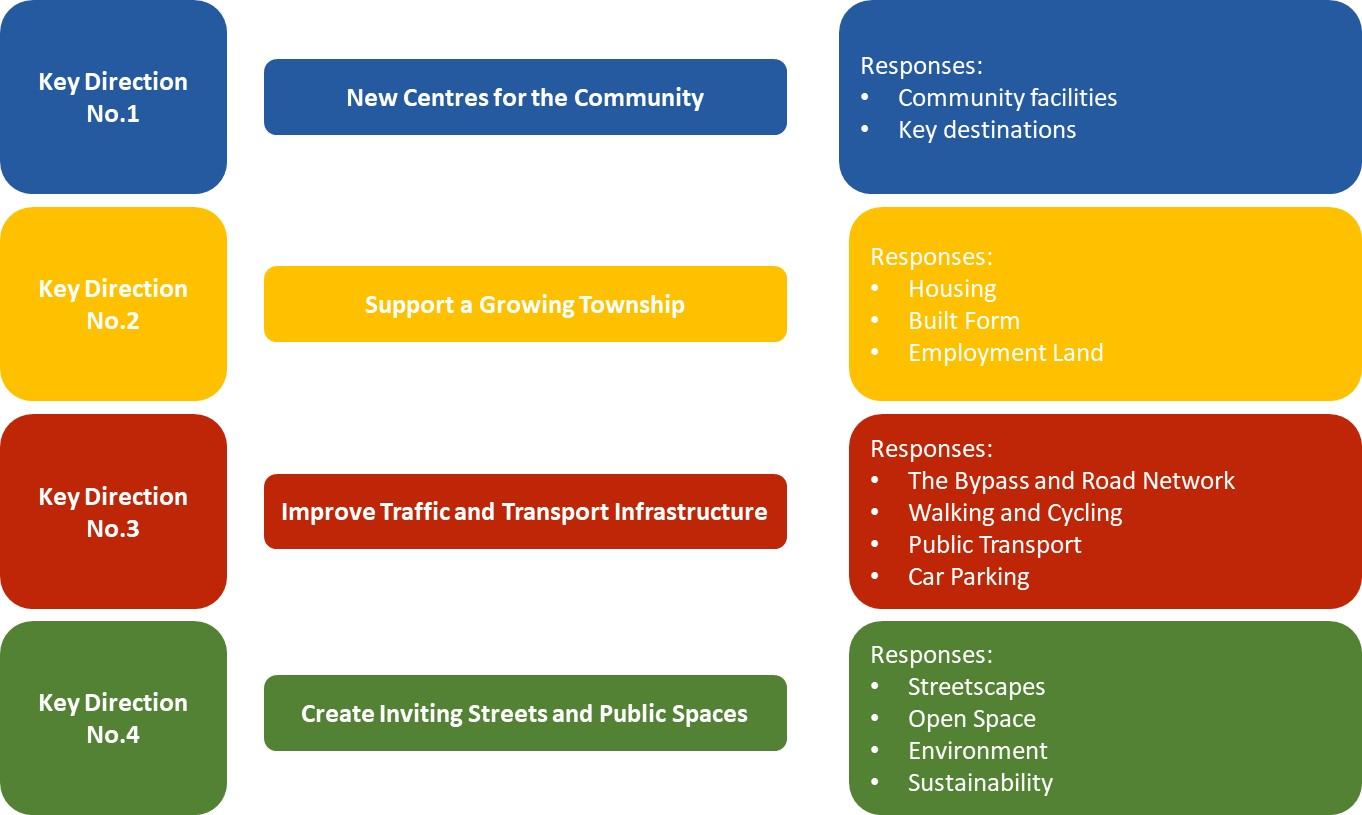 Key Direction
No.1
New Centres for the Community
Responses:
• Community facilities
• Key destinations
Key Direction
No.2
Support a Growing Township
Responses:
• Housing
• Built Form
• Employment Land
Key Direction
No.3
Improve Traffic and Transport Infrastructure
Responses:
• The Bypass and Road Network
• Walking and Cycling
• Public Transport
• Car Parking
Key Direction
No.4
Create Inviting Streets and Public Spaces
Responses:
• Streetscapes
• Open Space
• Environment
• Sustainability